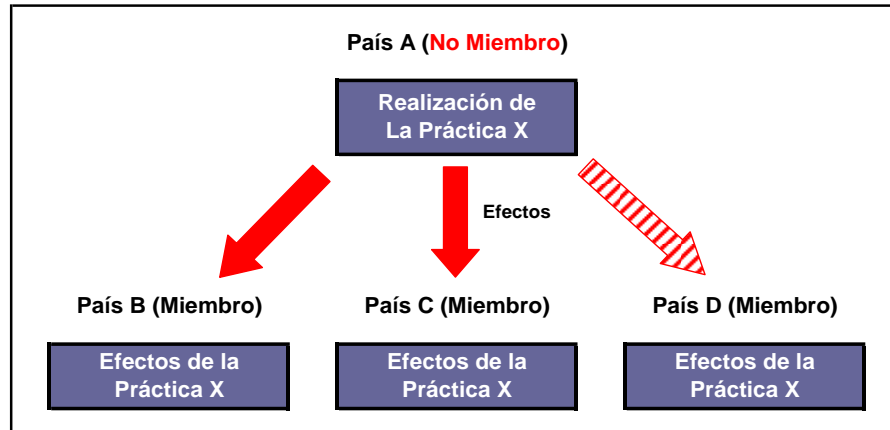 País A (No Miembro)
Realización de
La Práctica X
Efectos
País B (Miembro)
País C (Miembro)
País D (Miembro)
Efectos de la
Práctica X
Efectos de la
Práctica X
Efectos de la
Práctica X